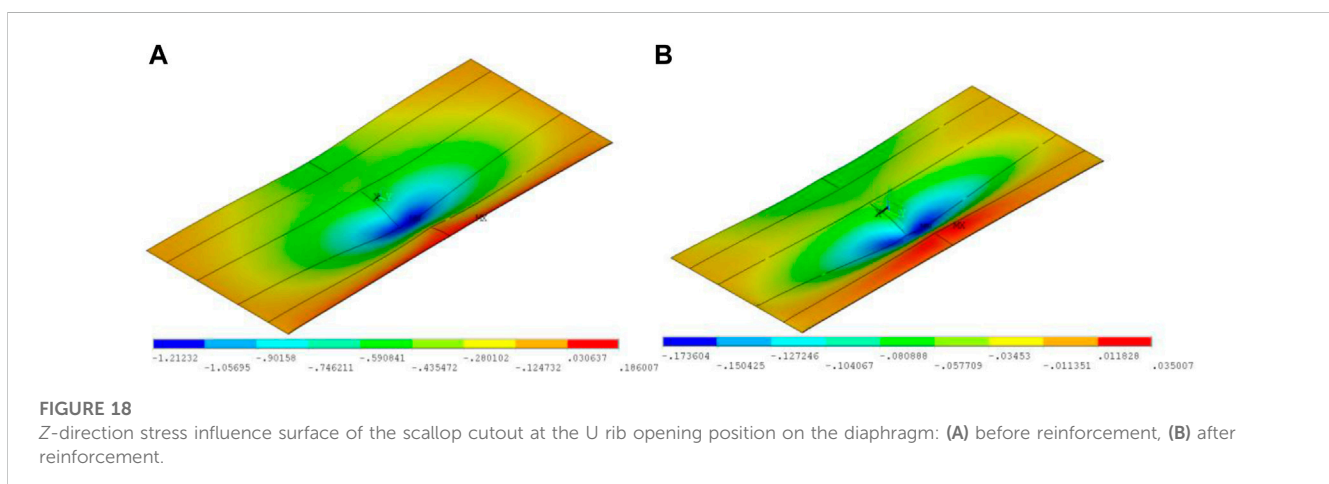 A
B
MX
MX
-1.21232 -.90158 -.590841 -.280102 .030637
-1.05695 -.746211 -.435472 -.124732 .186007
-.173604 -.127246 -.080888 -.03453 .011828
-.150425 -.104067 -.057709 -.011351 .035007
FIGURE 18
Z-direction stress influence surface of the scallop cutout at the U rib opening position on the diaphragm: (A) before reinforcement, (B) after
reinforcement.